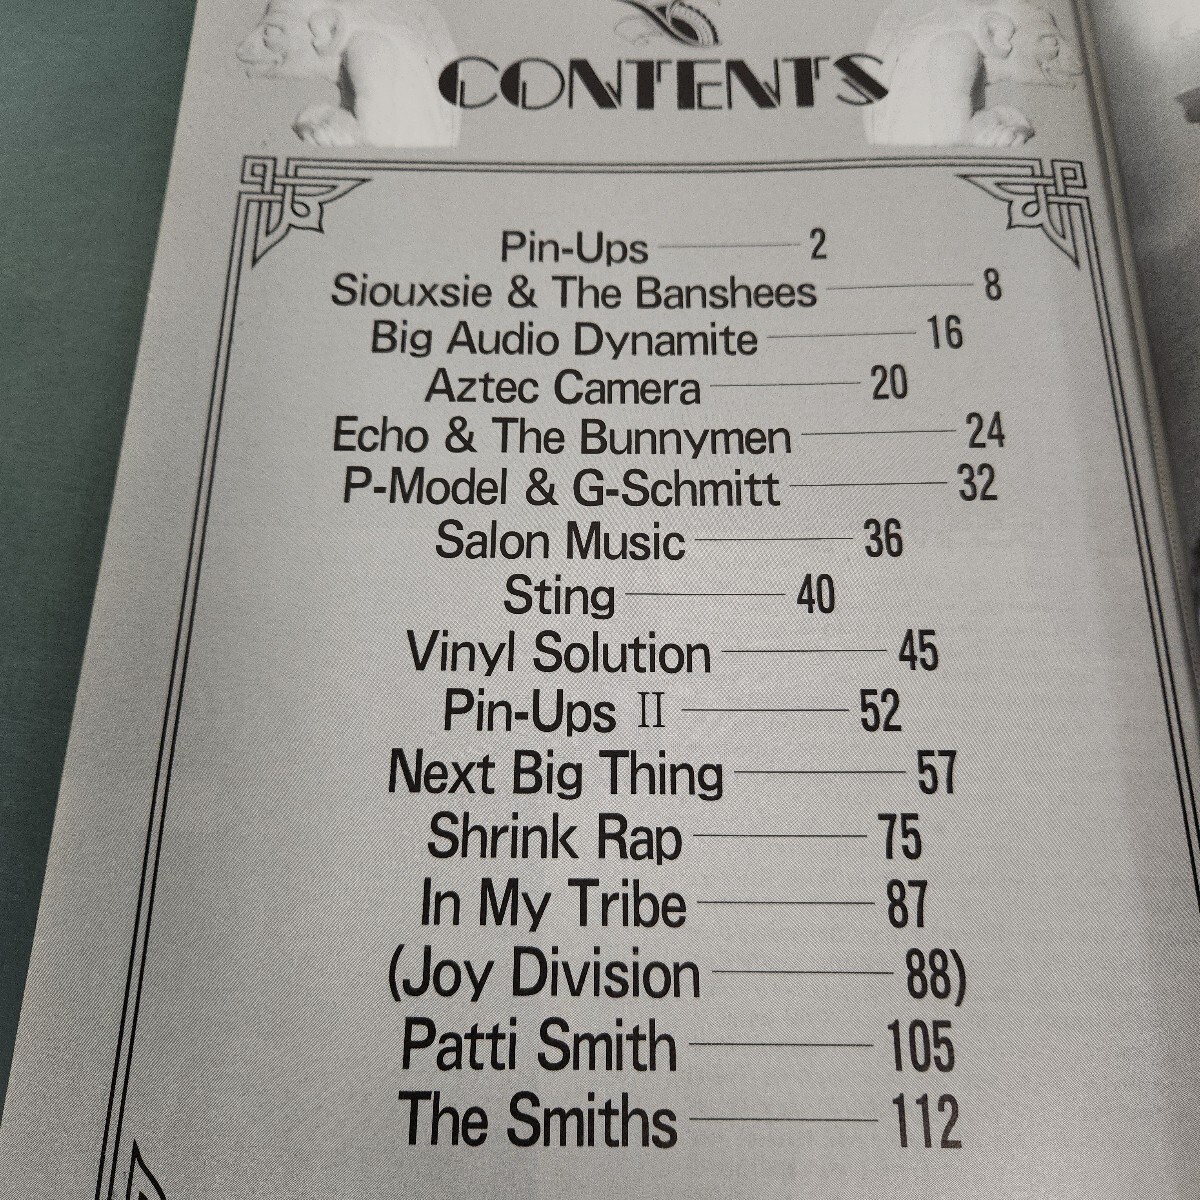 CONTENTS
Pin-Ups 2
Siouxsie & The Banshees 8
Big Audio Dynamite 16
Aztec Camera 20
Echo & The Bunnymen 24
P-Model & G-Schmitt 32
Salon Music 36
Sting 40
Vinyl Solution 45
Pin-Ups II 52
Next Big Thing 57
Shrink Rap 75
In My Tribe 87
(Joy Division 88)
Patti Smith 105
The Smiths 112